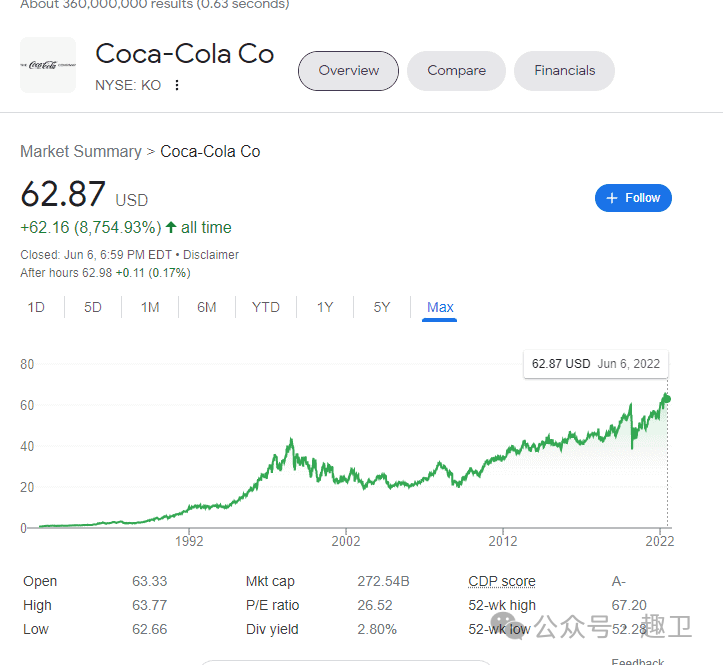 About 360,000,000 results (0.63 seconds)
THE Coca-Cola COMPANY
Coca-Cola Co
NYSE: KO
Overview
Compare
Financials
Market Summary > Coca-Cola Co
62.87 USD
+ Follow
+62.16 (8,754.93%) ↑ all time
Closed: Jun 6, 6:59 PM EDT • Disclaimer
After hours 62.98 +0.11 (0.17%)
1D 5D 1M 6M YTD 1Y 5Y Max
62.87 USD Jun 6, 2022
80
60
40
20
0
1992 2002 2012 2022
Open 63.33 Mkt cap 272.54B CDP score A-
High 63.77 P/E ratio 26.52 52-wk high 67.20
Low 62.66 Div yield 2.80% 52-wk low 52.28
公众号 · 趣卫
Feedback